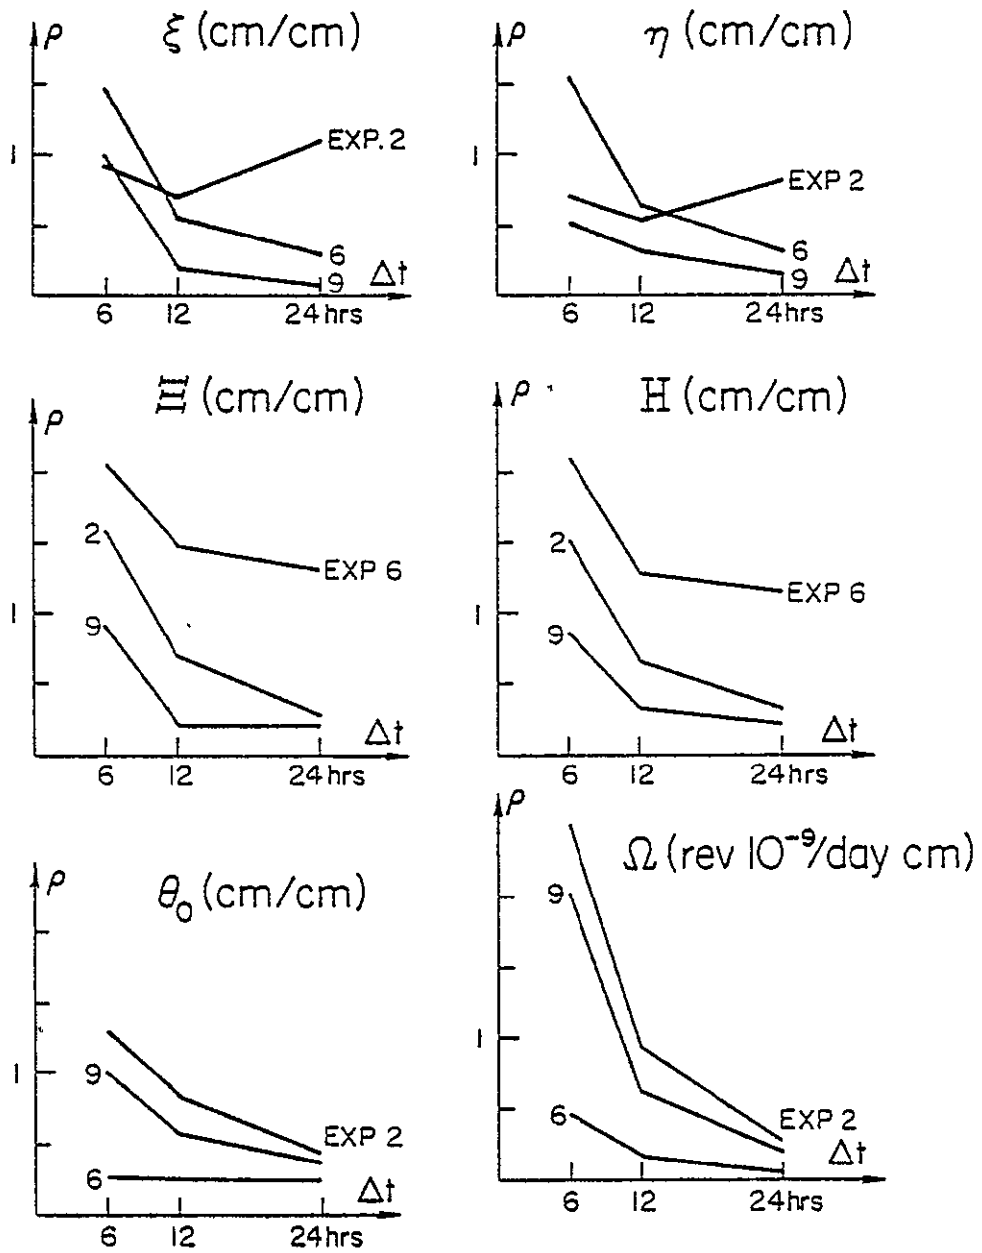 ρ ξ (cm/cm)
1
EXP. 2
6
9
Δt
6 12 24hrs
ρ η (cm/cm)
1
EXP 2
6
9
Δt
6 12 24hrs
ρ Ξ (cm/cm)
2
EXP 6
1
9
Δt
6 12 24hrs
ρ H (cm/cm)
2
EXP 6
1
9
Δt
6 12 24hrs
ρ θ₀ (cm/cm)
1
9
EXP 2
6
Δt
6 12 24hrs
ρ Ω (rev 10⁻⁹/day cm)
9
1
6
EXP 2
Δt
6 12 24hrs